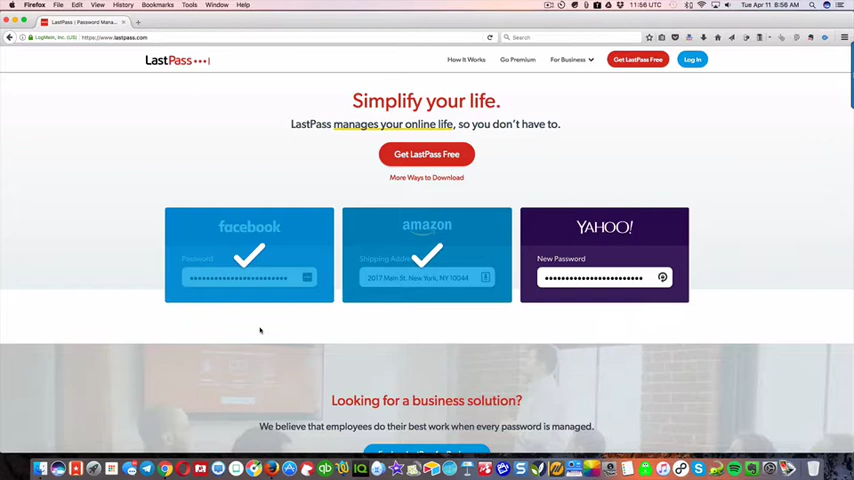 Firefox File Edit View History Bookmarks Tools Window Help
11:56 UTC
Tue Apr 11 8:56 AM
LastPass | Password Mana...
LogMeIn, Inc. (US) https://www.lastpass.com
Search
LastPass
How It Works Go Premium For Business Get LastPass Free Log In
Simplify your life.
LastPass manages your online life, so you don't have to.
Get LastPass Free
More Ways to Download
facebook
Password
amazon
Shipping Addre
2017 Main St. New York, NY 10044
YAHOO!
New Password
Looking for a business solution?
We believe that employees do their best work when every password is managed.